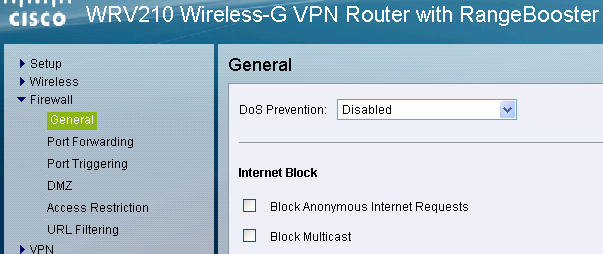 CISCO WRV210 Wireless-G VPN Router with RangeBooster
Setup
Wireless
Firewall
General
Port Forwarding
Port Triggering
DMZ
Access Restriction
URL Filtering
VPN
General
DoS Prevention: Disabled
Internet Block
Block Anonymous Internet Requests
Block Multicast